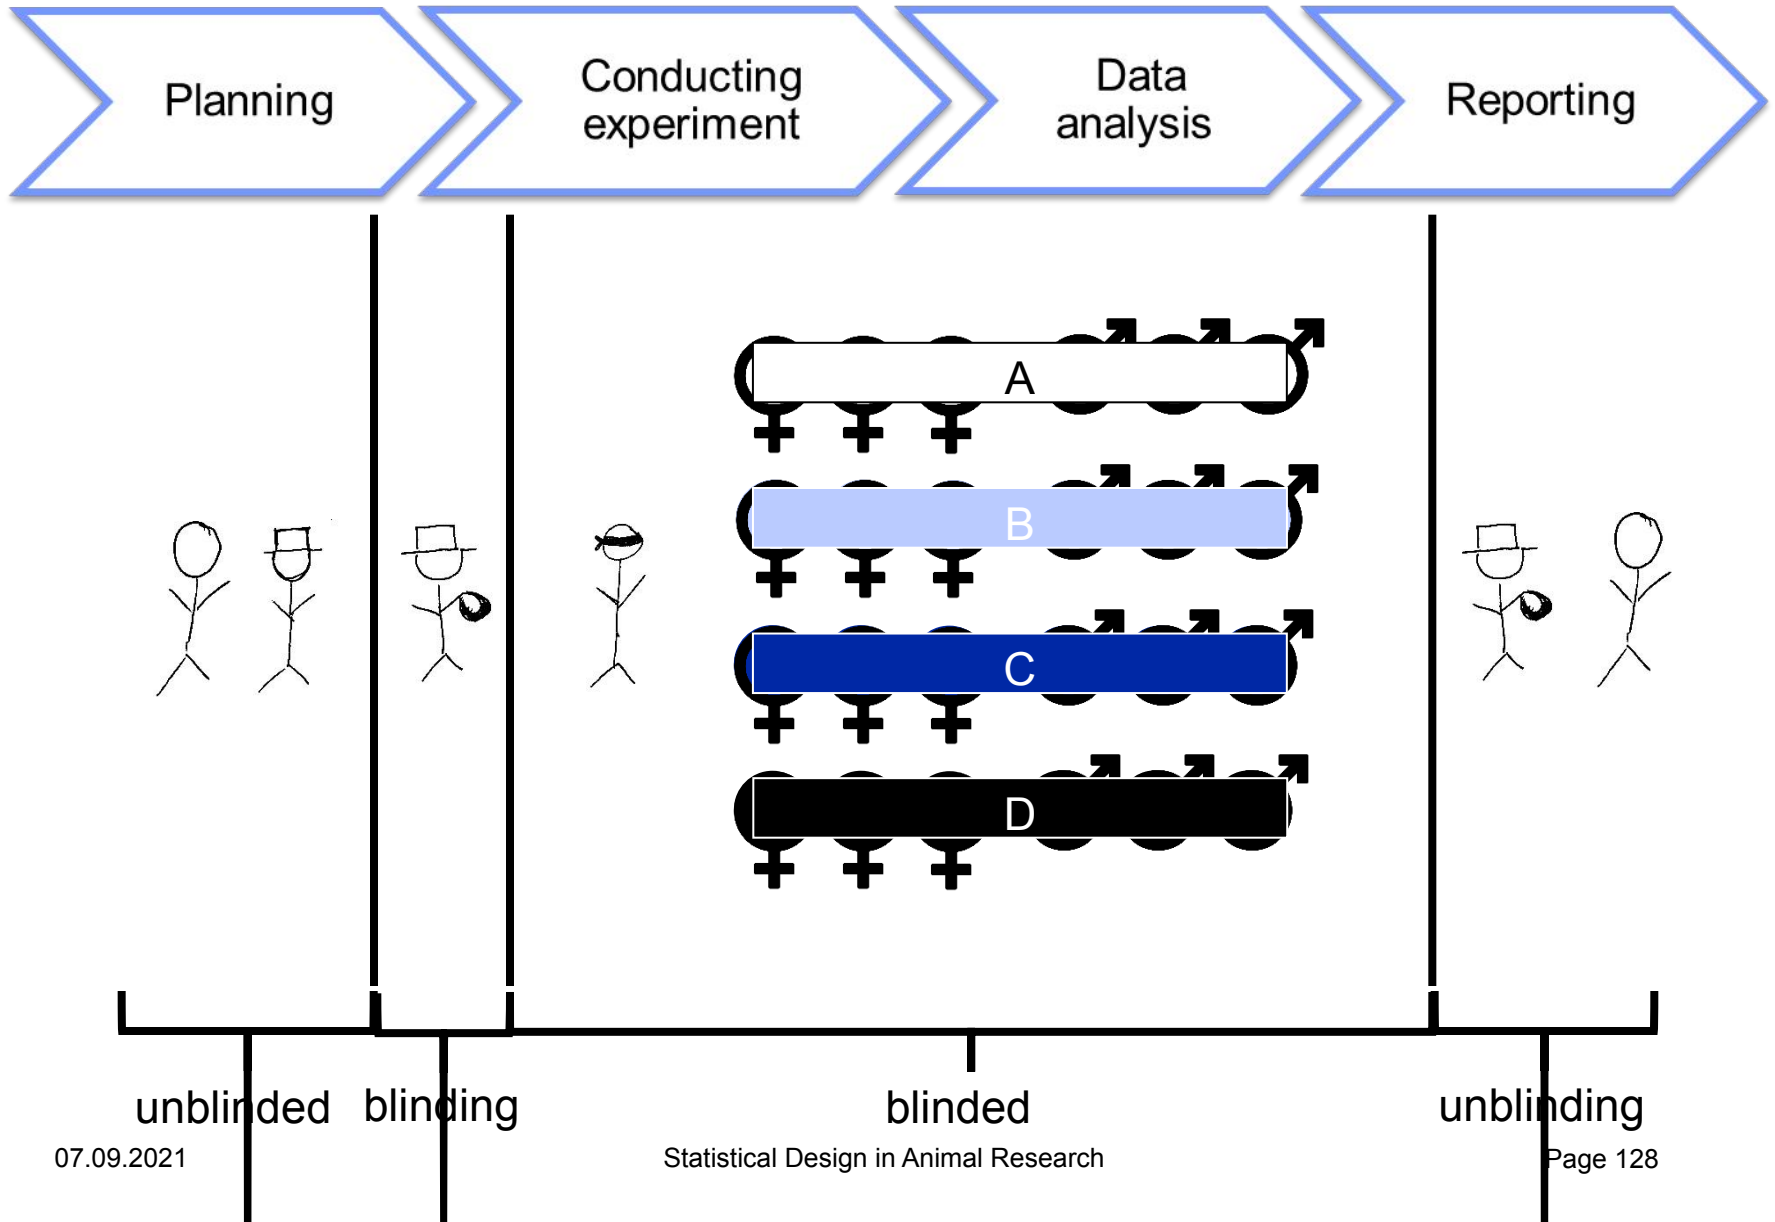 Planning
Conducting
experiment
Data
analysis
Reporting
A
B
C
D
unblinded
blinding
blinded
unblinding
07.09.2021
Statistical Design in Animal Research
Page 128